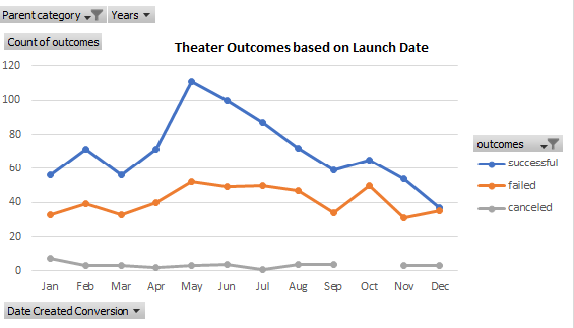 Parent category Years
Count of outcomes
Theater Outcomes based on Launch Date
120
100
80
60
40
20
0
Jan Feb Mar Apr May Jun Jul Aug Sep Oct Nov Dec
outcomes
successful
failed
canceled
Date Created Conversion